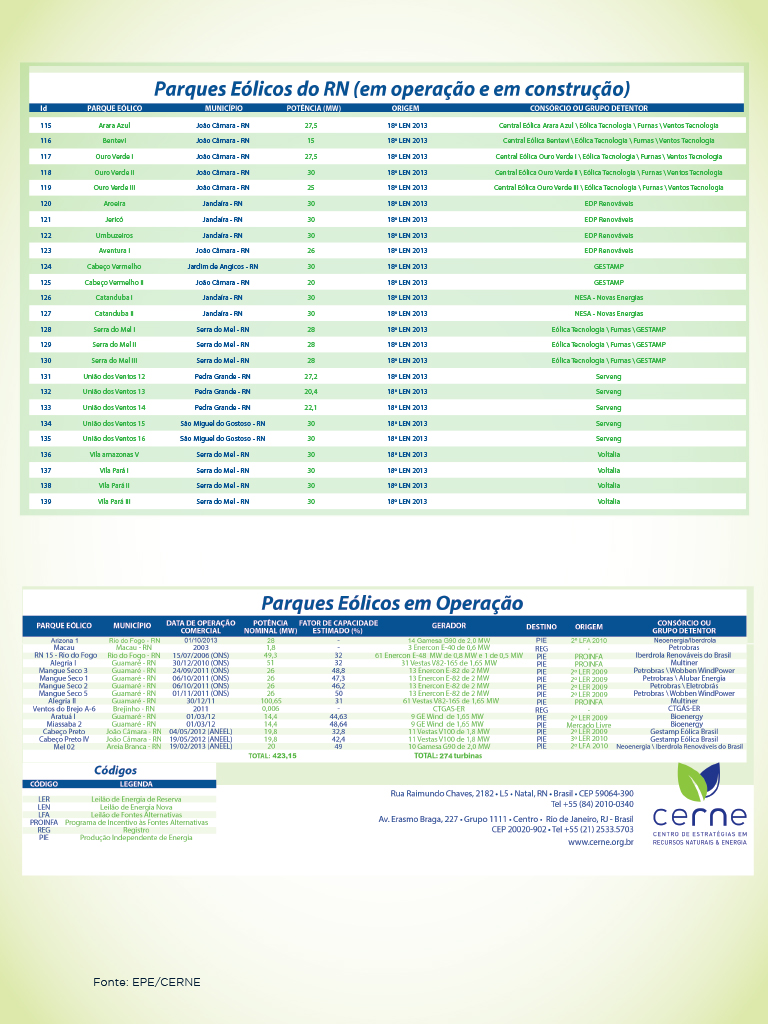 Parques Eólicos do RN (em operação e em construção)
Id PARQUE EÓLICO MUNICÍPIO POTÊNCIA (MW) ORIGEM CONSÓRCIO OU GRUPO DETENTOR
115 Arara Azul João Câmara - RN 27,5 18º LEN 2013 Central Eólica Arara Azul \ Eólica Tecnologia \ Furnas \ Ventos Tecnologia
116 Bentevi João Câmara - RN 15 18º LEN 2013 Central Eólica Bentevi \ Eólica Tecnologia \ Furnas \ Ventos Tecnologia
117 Ouro Verde I João Câmara - RN 27,5 18º LEN 2013 Central Eólica Ouro Verde I \ Eólica Tecnologia \ Furnas \ Ventos Tecnologia
118 Ouro Verde II João Câmara - RN 30 18º LEN 2013 Central Eólica Ouro Verde II \ Eólica Tecnologia \ Furnas \ Ventos Tecnologia
119 Ouro Verde III João Câmara - RN 25 18º LEN 2013 Central Eólica Ouro Verde III \ Eólica Tecnologia \ Furnas \ Ventos Tecnologia
120 Aroeira Jandaíra - RN 30 18º LEN 2013 EDP Renováveis
121 Jericó Jandaíra - RN 30 18º LEN 2013 EDP Renováveis
122 Umbuzeiros Jandaíra - RN 30 18º LEN 2013 EDP Renováveis
123 Aventura I João Câmara - RN 26 18º LEN 2013 EDP Renováveis
124 Cabeço Vermelho Jardim de Angicos - RN 30 18º LEN 2013 GESTAMP
125 Cabeço Vermelho II João Câmara - RN 20 18º LEN 2013 GESTAMP
126 Catanduba I Jandaíra - RN 30 18º LEN 2013 NESA - Novas Energias
127 Catanduba II Jandaíra - RN 30 18º LEN 2013 NESA - Novas Energias
128 Serra do Mel I Serra do Mel - RN 28 18º LEN 2013 Eólica Tecnologia \ Furnas \ GESTAMP
129 Serra do Mel II Serra do Mel - RN 28 18º LEN 2013 Eólica Tecnologia \ Furnas \ GESTAMP
130 Serra do Mel III Serra do Mel - RN 28 18º LEN 2013 Eólica Tecnologia \ Furnas \ GESTAMP
131 União dos Ventos 12 Pedra Grande - RN 27,2 18º LEN 2013 Serveng
132 União dos Ventos 13 Pedra Grande - RN 20,4 18º LEN 2013 Serveng
133 União dos Ventos 14 Pedra Grande - RN 22,1 18º LEN 2013 Serveng
134 União dos Ventos 15 São Miguel do Gostoso - RN 30 18º LEN 2013 Serveng
135 União dos Ventos 16 São Miguel do Gostoso - RN 30 18º LEN 2013 Serveng
136 Vila amazonas V Serra do Mel - RN 30 18º LEN 2013 Voltalia
137 Vila Pará I Serra do Mel - RN 30 18º LEN 2013 Voltalia
138 Vila Pará II Serra do Mel - RN 30 18º LEN 2013 Voltalia
139 Vila Pará III Serra do Mel - RN 30 18º LEN 2013 Voltalia
Parques Eólicos em Operação
PARQUE EÓLICO MUNICÍPIO DATA DE OPERAÇÃO COMERCIAL POTÊNCIA NOMINAL (MW) FATOR DE CAPACIDADE ESTIMADO (%) GERADOR DESTINO ORIGEM CONSÓRCIO OU GRUPO DETENTOR
Arizona 1 Rio do Fogo - RN 01/10/2013 28 - 14 Gamesa G90 de 2,0 MW PIE 2º LFA 2010 Neoenergia/Iberdrola
Macau Macau - RN 2003 1,8 - 3 Enercon E-40 de 0,6 MW REG Petrobras
RN 15 - Rio do Fogo Rio do Fogo - RN 15/07/2006 (ONS) 49,3 32 61 Enercon E-48 MW de 0,8 MW e 1 de 0,5 MW PIE PROINFA Iberdrola Renováveis do Brasil
Alegria I Guamaré - RN 30/12/2010 (ONS) 51 32 31 Vestas V82-165 de 1,65 MW PIE PROINFA Multiner
Mangue Seco 3 Guamaré - RN 24/09/2011 (ONS) 26 48,8 13 Enercon E-82 de 2 MW PIE 2º LER 2009 Petrobras \ Wobben WindPower
Mangue Seco 1 Guamaré - RN 06/10/2011 (ONS) 26 47,3 13 Enercon E-82 de 2 MW PIE 2º LER 2009 Petrobras \ Alubar Energia
Mangue Seco 2 Guamaré - RN 06/10/2011 (ONS) 26 46,2 13 Enercon E-82 de 2 MW PIE 2º LER 2009 Petrobras \ Eletrobrás
Mangue Seco 5 Guamaré - RN 01/11/2011 (ONS) 26 50 13 Enercon E-82 de 2 MW PIE 2º LER 2009 Petrobras \ Wobben WindPower
Alegria II Guamaré - RN 30/12/11 100,65 31 61 Vestas V82-165 de 1,65 MW PIE PROINFA Multiner
Ventos do Brejo A-6 Brejinho - RN 2011 0,006 - CTGAS-ER REG - CTGAS-ER
Aratuá I Guamaré - RN 01/03/12 14,4 44,63 9 GE Wind de 1,65 MW PIE 2º LER 2009 Bioenergy
Miassaba 2 Guamaré - RN 01/03/12 14,4 48,64 9 GE Wind de 1,65 MW PIE Mercado Livre Bioenergy
Cabeço Preto João Câmara - RN 04/05/2012 (ANEEL) 19,8 32,8 11 Vestas V100 de 1,8 MW PIE 2º LER 2009 Gestamp Eólica Brasil
Cabeço Preto IV João Câmara - RN 19/05/2012 (ANEEL) 19,8 42,4 11 Vestas V100 de 1,8 MW PIE 3º LER 2010 Gestamp Eólica Brasil
Mel 02 Areia Branca - RN 19/02/2013 (ANEEL) 20 49 10 Gamesa G90 de 2,0 MW PIE 2º LFA 2010 Neoenergia \ Iberdrola Renováveis do Brasil
TOTAL: 423,15 TOTAL: 274 turbinas
Códigos
CÓDIGO LEGENDA
LER Leilão de Energia de Reserva
LEN Leilão de Energia Nova
LFA Leilão de Fontes Alternativas
PROINFA Programa de Incentivo às Fontes Alternativas
REG Registro
PIE Produção Independente de Energia
Rua Raimundo Chaves, 2182 • L5 • Natal, RN • Brasil • CEP 59064-390
Tel +55 (84) 2010-0340
Av. Erasmo Braga, 227 • Grupo 1111 • Centro • Rio de Janeiro, RJ - Brasil
CEP 20020-902 • Tel +55 (21) 2533.5703
www.cerne.org.br
cerne
CENTRO DE ESTRATÉGIAS EM
RECURSOS NATURAIS & ENERGIA
Fonte: EPE/CERNE